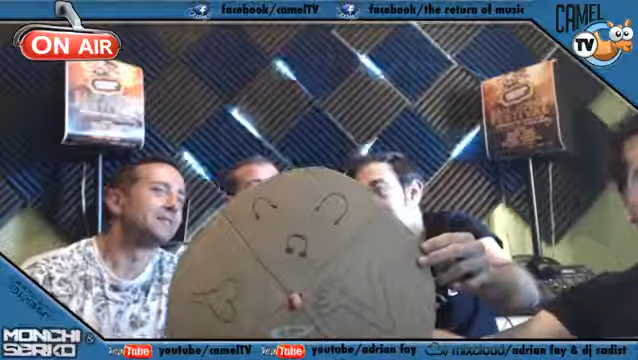 facebook/camelTV
facebook/the return of music
CAMEL
TV
ON AIR
MONCHI &
SERIKO
YouTube youtube/camelTV
YouTube youtube/adrian fay
mixcloud/adrian fay & dj sadist